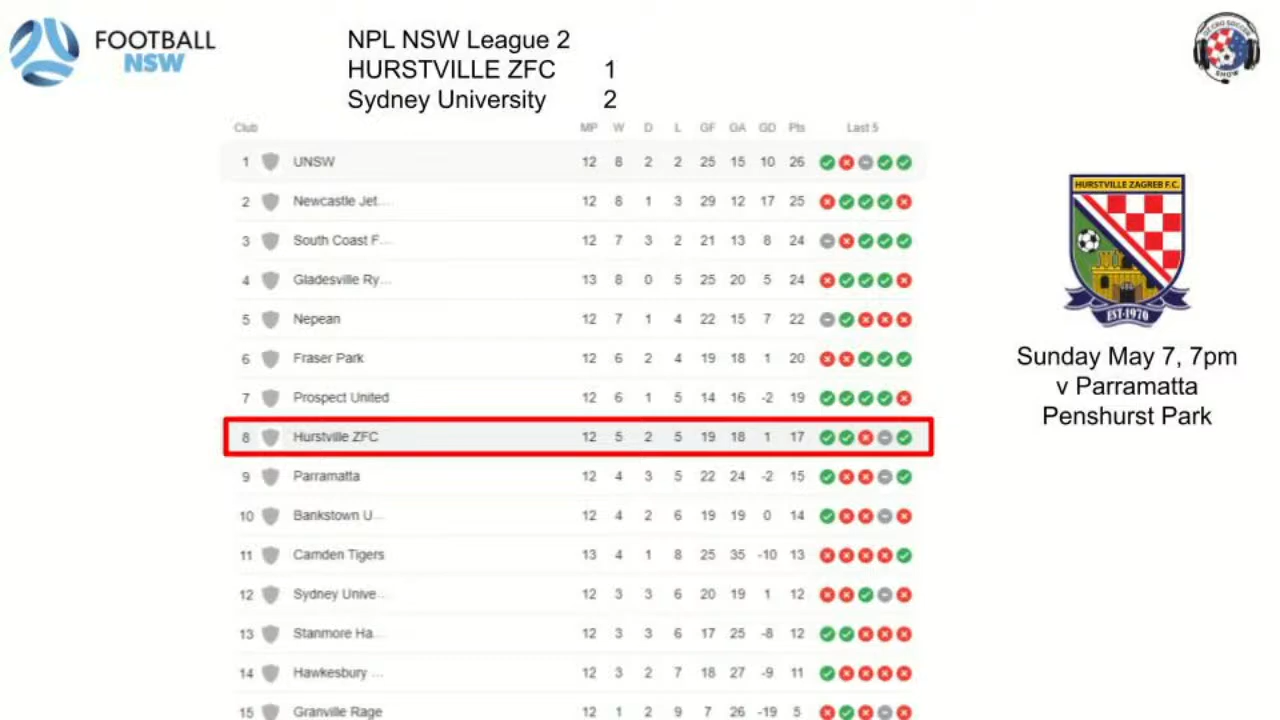 FOOTBALL
NSW
NPL NSW League 2
HURSTVILLE ZFC 1
Sydney University 2
SHOW
Club MP W D L GF GA GD Pts Last 5
1 UNSW 12 8 2 2 25 15 10 26
2 Newcastle Jet... 12 8 1 3 29 12 17 25
3 South Coast F... 12 7 3 2 21 13 8 24
4 Gladesville Ry... 13 8 0 5 25 20 5 24
5 Nepean 12 7 1 4 22 15 7 22
6 Fraser Park 12 6 2 4 19 18 1 20
7 Prospect United 12 6 1 5 14 16 -2 19
8 Hurstville ZFC 12 5 2 5 19 18 1 17
9 Parramatta 12 4 3 5 22 24 -2 15
10 Bankstown U... 12 4 2 6 19 19 0 14
11 Camden Tigers 13 4 1 8 25 35 -10 13
12 Sydney Unive... 12 3 3 6 20 19 1 12
13 Stanmore Ha... 12 3 3 6 17 25 -8 12
14 Hawkesbury ... 12 3 2 7 18 27 -9 11
15 Granville Rage 12 1 2 9 7 26 -19 5
HURSTVILLE ZAGREB F.C.
EST-1970
Sunday May 7, 7pm
v Parramatta
Penshurst Park